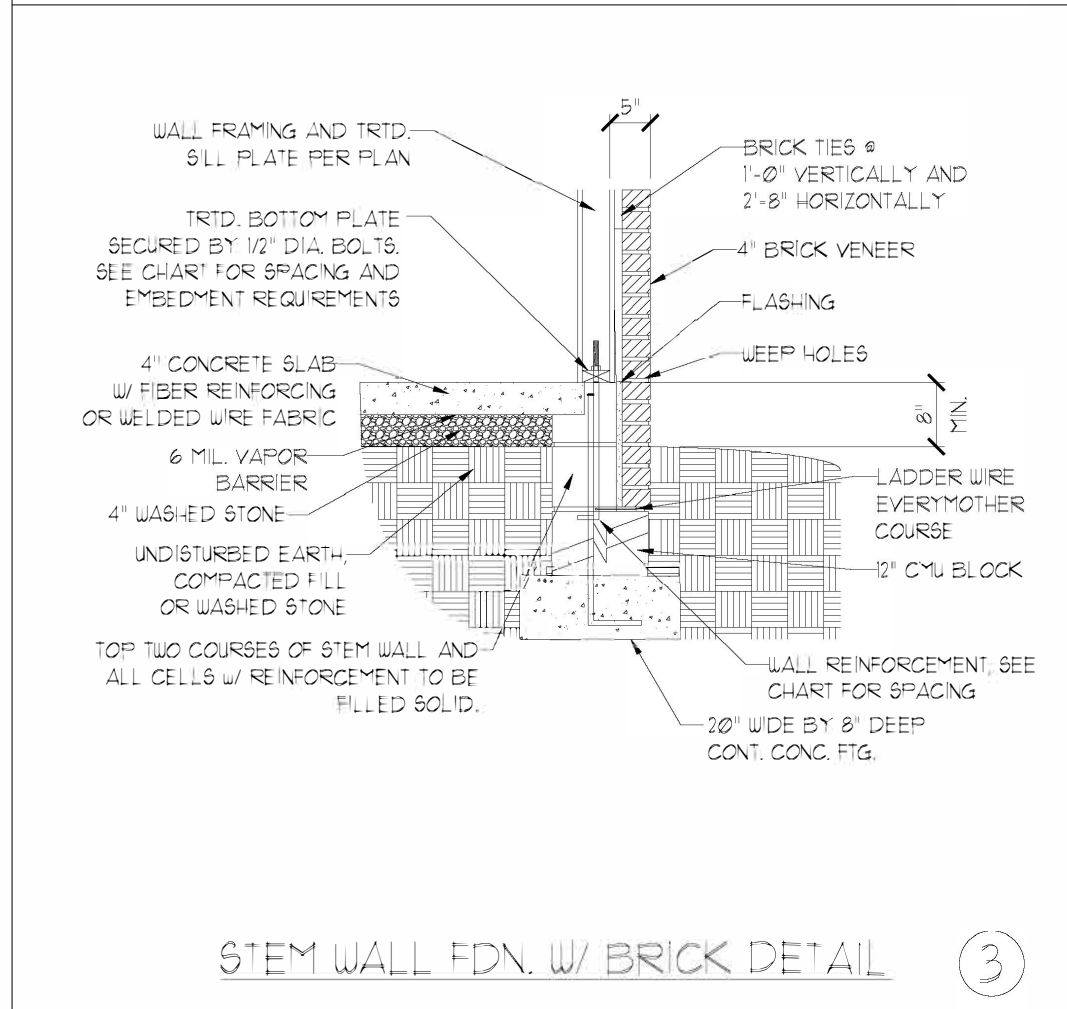 5"
WALL FRAMING AND TRTD.
SILL PLATE PER PLAN
BRICK TIES @
1'-0" VERTICALLY AND
2'-8" HORIZONTALLY
TRTD. BOTTOM PLATE
SECURED BY 1/2" DIA. BOLTS.
SEE CHART FOR SPACING AND
EMBEDMENT REQUIREMENTS
4" BRICK VENEER
FLASHING
WEEP HOLES
4" CONCRETE SLAB
W/ FIBER REINFORCING
OR WELDED WIRE FABRIC
8"
MIN.
6 MIL. VAPOR
BARRIER
4" WASHED STONE
LADDER WIRE
EVERYMOTHER
COURSE
UNDISTURBED EARTH,
COMPACTED FILL
OR WASHED STONE
12" CMU BLOCK
TOP TWO COURSES OF STEM WALL AND
ALL CELLS W/ REINFORCEMENT TO BE
FILLED SOLID.
WALL REINFORCEMENT, SEE
CHART FOR SPACING
20" WIDE BY 8" DEEP
CONT. CONC. FTG.
STEM WALL FDN. W/ BRICK DETAIL
3